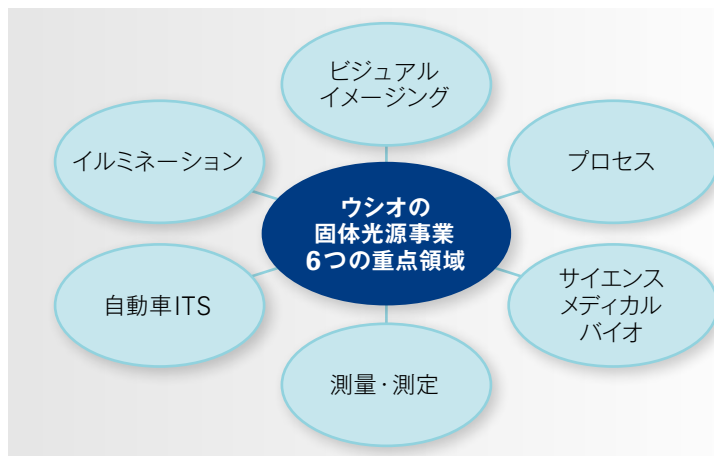 ビジュアル
イメージング
イルミネーション
プロセス
ウシオの
固体光源事業
6つの重点領域
自動車ITS
サイエンス
メディカル
バイオ
測量・測定